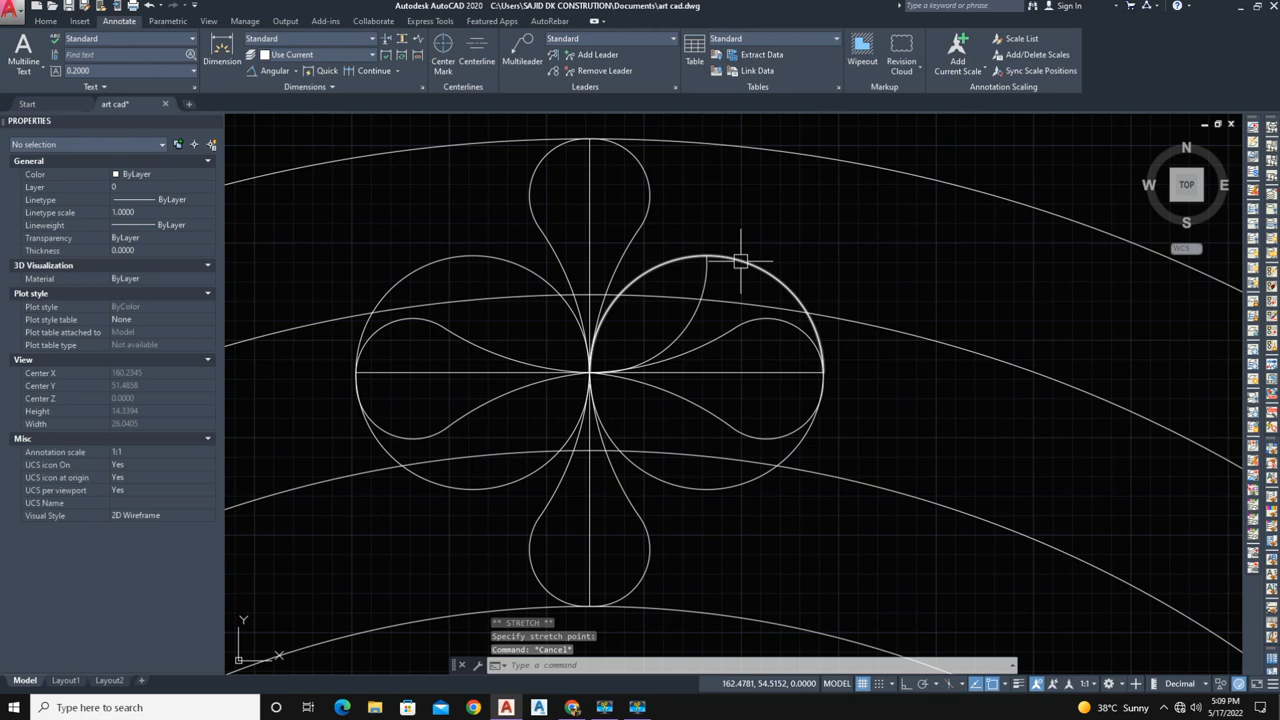 Autodesk AutoCAD 2020 C:\Users\SAJID DK CONSTRUTION\Documents\art cad.dwg
Type a keyword or phrase
Sign In
Home Insert Annotate Parametric View Manage Output Add-ins Collaborate Express Tools Featured Apps AutoRebar
Multiline Text
Standard
Find text
0.2000
Text
Dimension
Standard
Use Current
Angular Quick Continue
Dimensions
Center Mark
Center Line
Centerlines
Multileader
Standard
Add Leader
Remove Leader
Leaders
Table
Standard
Extract Data
Link Data
Tables
Wipeout
Revision Cloud
Markup
Add Current Scale
Scale List
Add/Delete Scales
Sync Scale Positions
Annotation Scaling
Start art cad*
PROPERTIES
No selection
General
Color ByLayer
Layer 0
Linetype ByLayer
Linetype scale 1.0000
Lineweight ByLayer
Transparency ByLayer
Thickness 0.0000
3D Visualization
Material ByLayer
Plot style
Plot style ByColor
Plot style table None
Plot table attached to Model
Plot table type Not available
View
Center X 160.2345
Center Y 51.4858
Center Z 0.0000
Height 14.3394
Width 26.0405
Misc
Annotation scale 1:1
UCS icon On Yes
UCS icon at origin Yes
UCS per viewport Yes
UCS Name
Visual Style 2D Wireframe
N
W TOP E
S
WCS
Y
X
** STRETCH **
Specify stretch point:
Command: *Cancel*
Type a command
Model Layout1 Layout2
162.4781, 54.5152, 0.0000 MODEL 1:1 Decimal
Type here to search
38°C Sunny
5:09 PM
5/17/2022